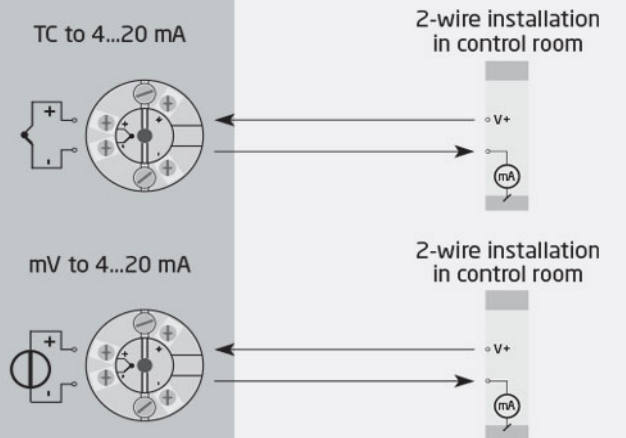 TC to 4...20 mA
2-wire installation
in control room
+
-
V+
mA
mV to 4...20 mA
2-wire installation
in control room
+
-
V+
mA